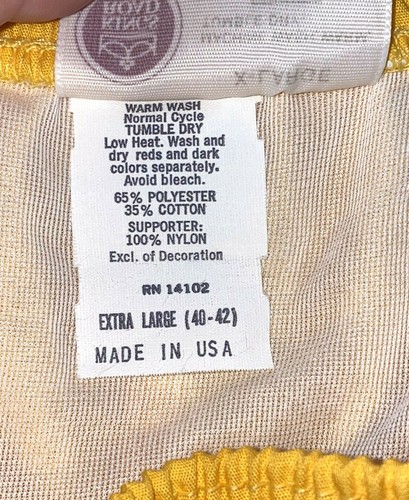 X-LARGE
WARM WASH
Normal Cycle
TUMBLE DRY
Low Heat. Wash and
dry reds and dark
colors separately.
Avoid bleach.
65% POLYESTER
35% COTTON
SUPPORTER:
100% NYLON
Excl. of Decoration
RN 14102
EXTRA LARGE (40-42)
MADE IN USA